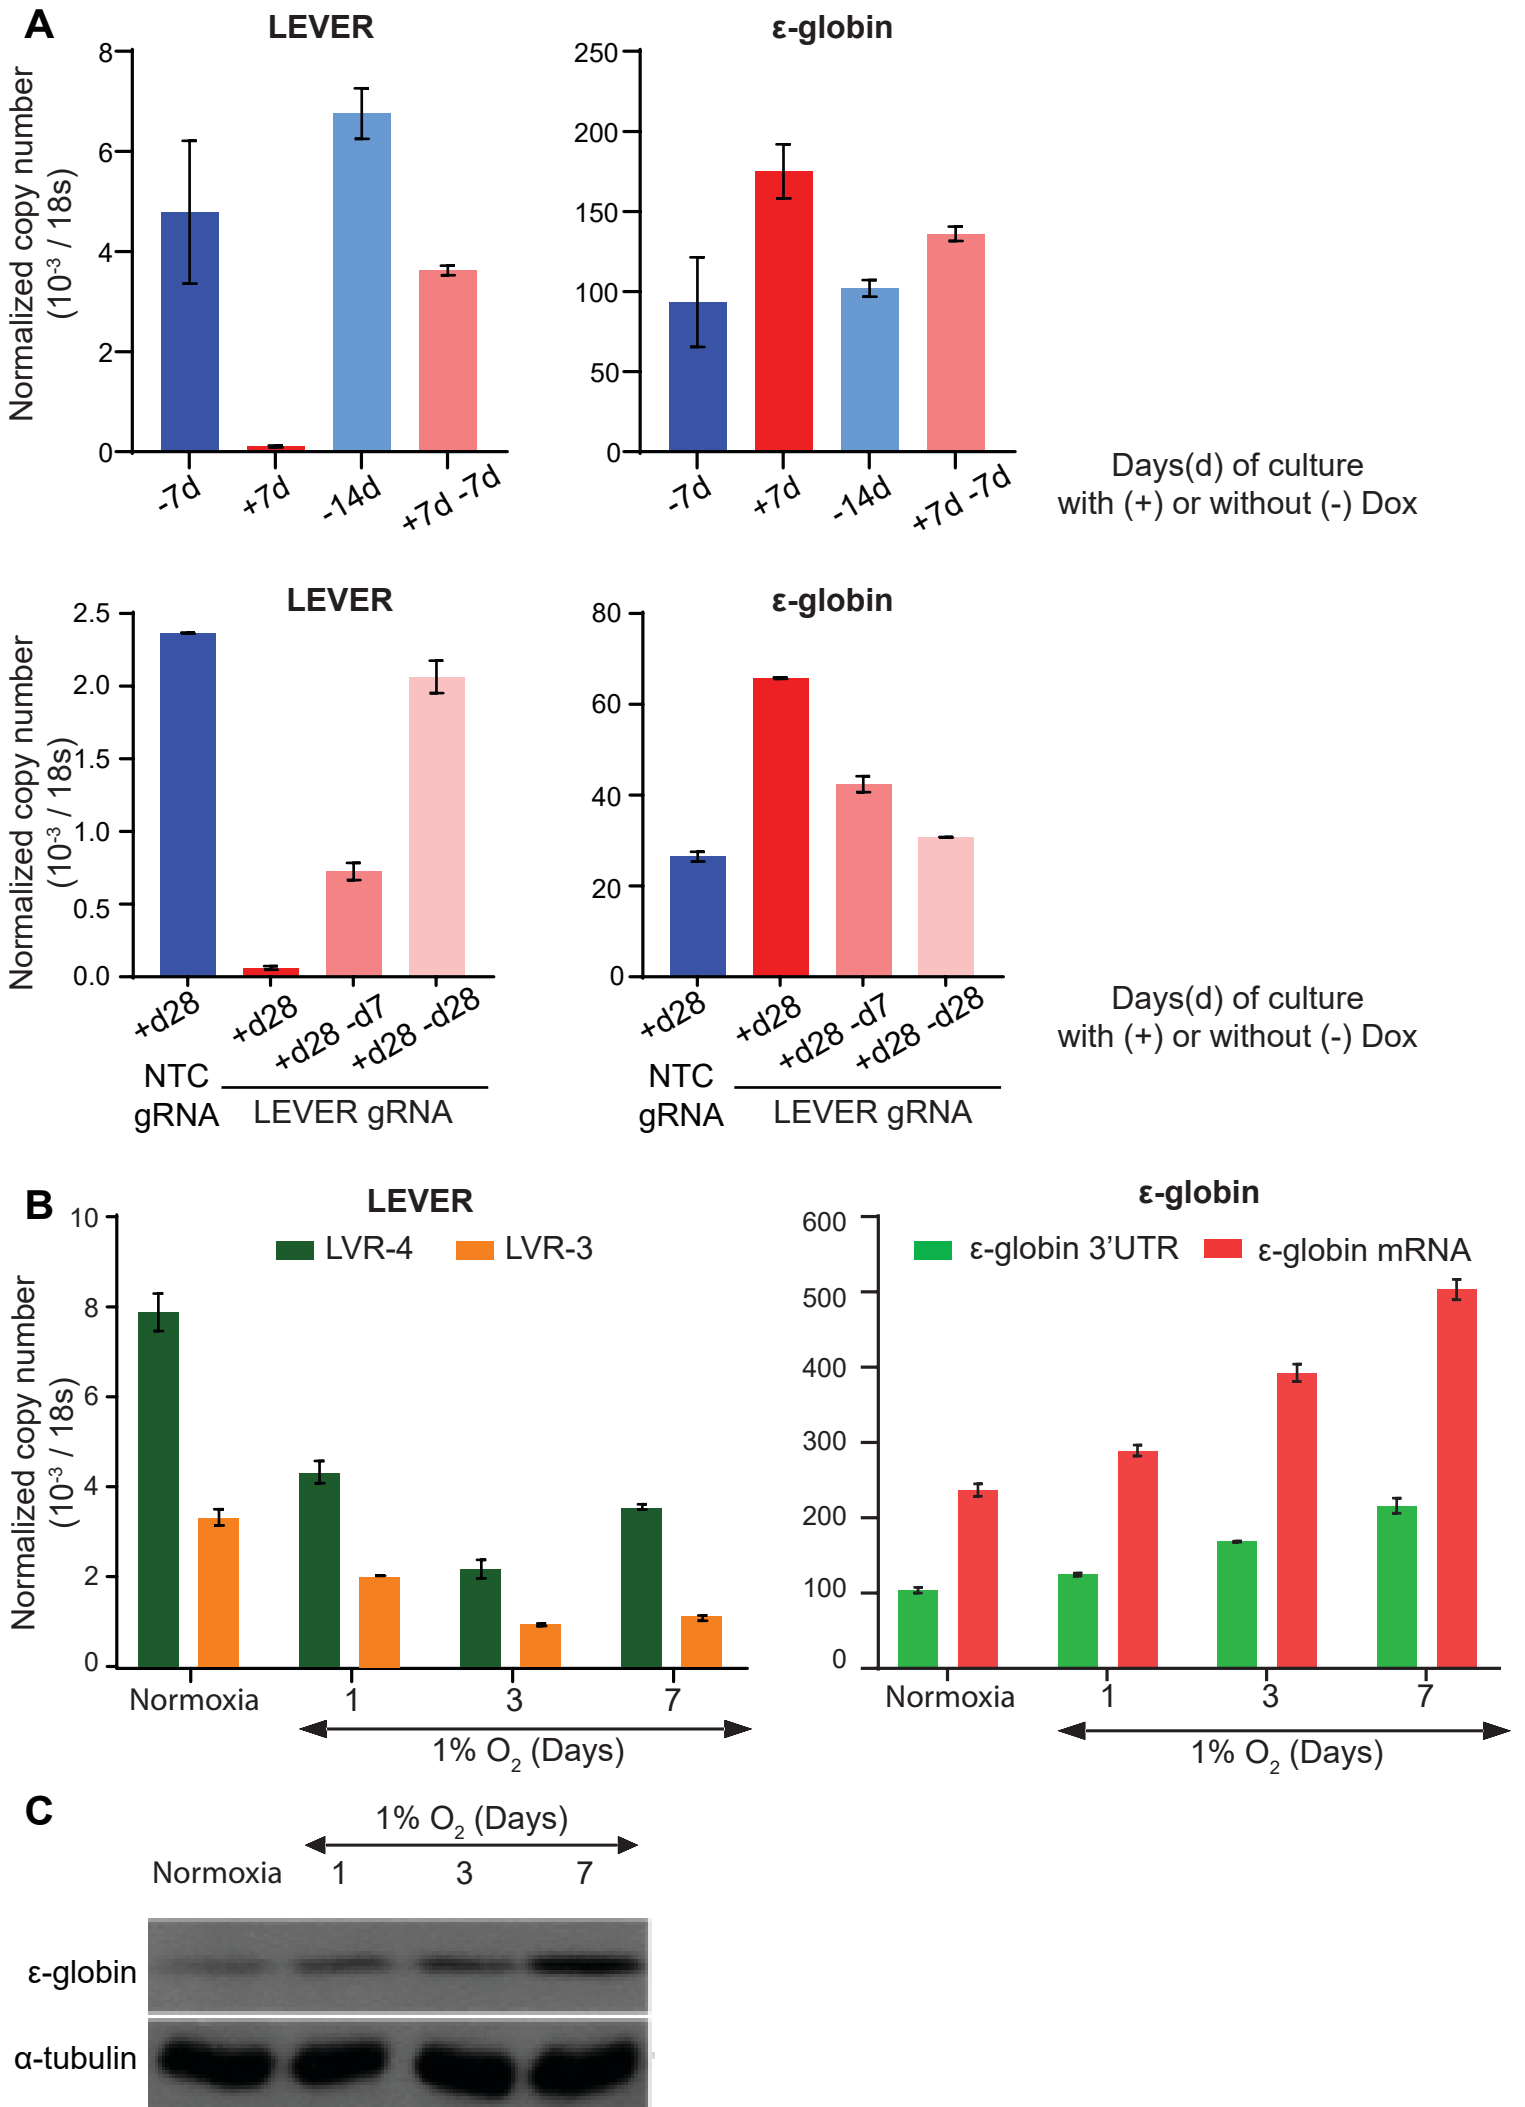 A
LEVER
ε-globin
Normalized copy number
(10⁻³ / 18s)
8
6
4
2
0
-7d
+7d
-14d
+7d -7d
250
200
150
100
50
0
-7d
+7d
-14d
+7d -7d
Days(d) of culture
with (+) or without (-) Dox
LEVER
ε-globin
Normalized copy number
(10⁻³ / 18s)
2.5
2.0
1.5
1.0
0.5
0.0
+d28
+d28
+d28 -d7
+d28 -d28
NTC
gRNA
LEVER gRNA
80
60
40
20
0
+d28
+d28
+d28 -d7
+d28 -d28
NTC
gRNA
LEVER gRNA
Days(d) of culture
with (+) or without (-) Dox
B
LEVER
LVR-4
LVR-3
Normalized copy number
(10⁻³ / 18s)
10
8
6
4
2
0
Normoxia
1
3
7
1% O₂ (Days)
ε-globin
ε-globin 3'UTR
ε-globin mRNA
600
500
400
300
200
100
0
Normoxia
1
3
7
1% O₂ (Days)
C
1% O₂ (Days)
Normoxia
1
3
7
ε-globin
α-tubulin